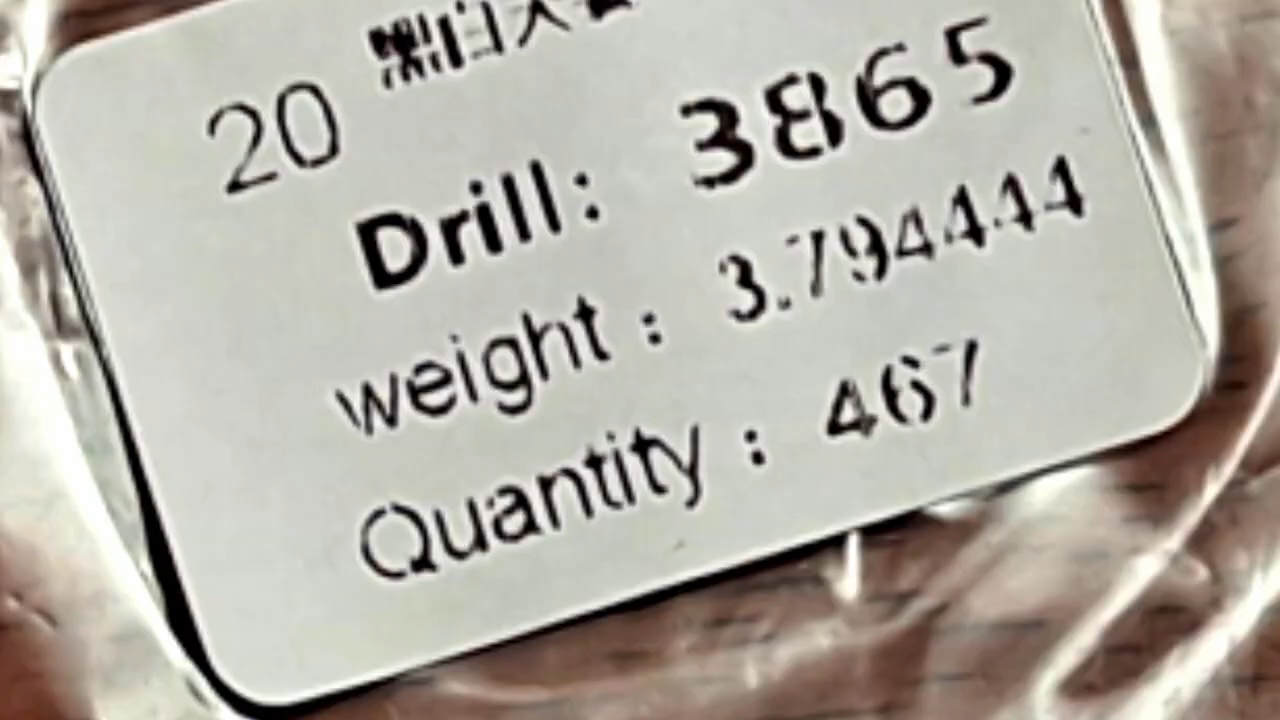 黑白大
20
Drill: 3865
weight : 3.794444
Quantity : 467